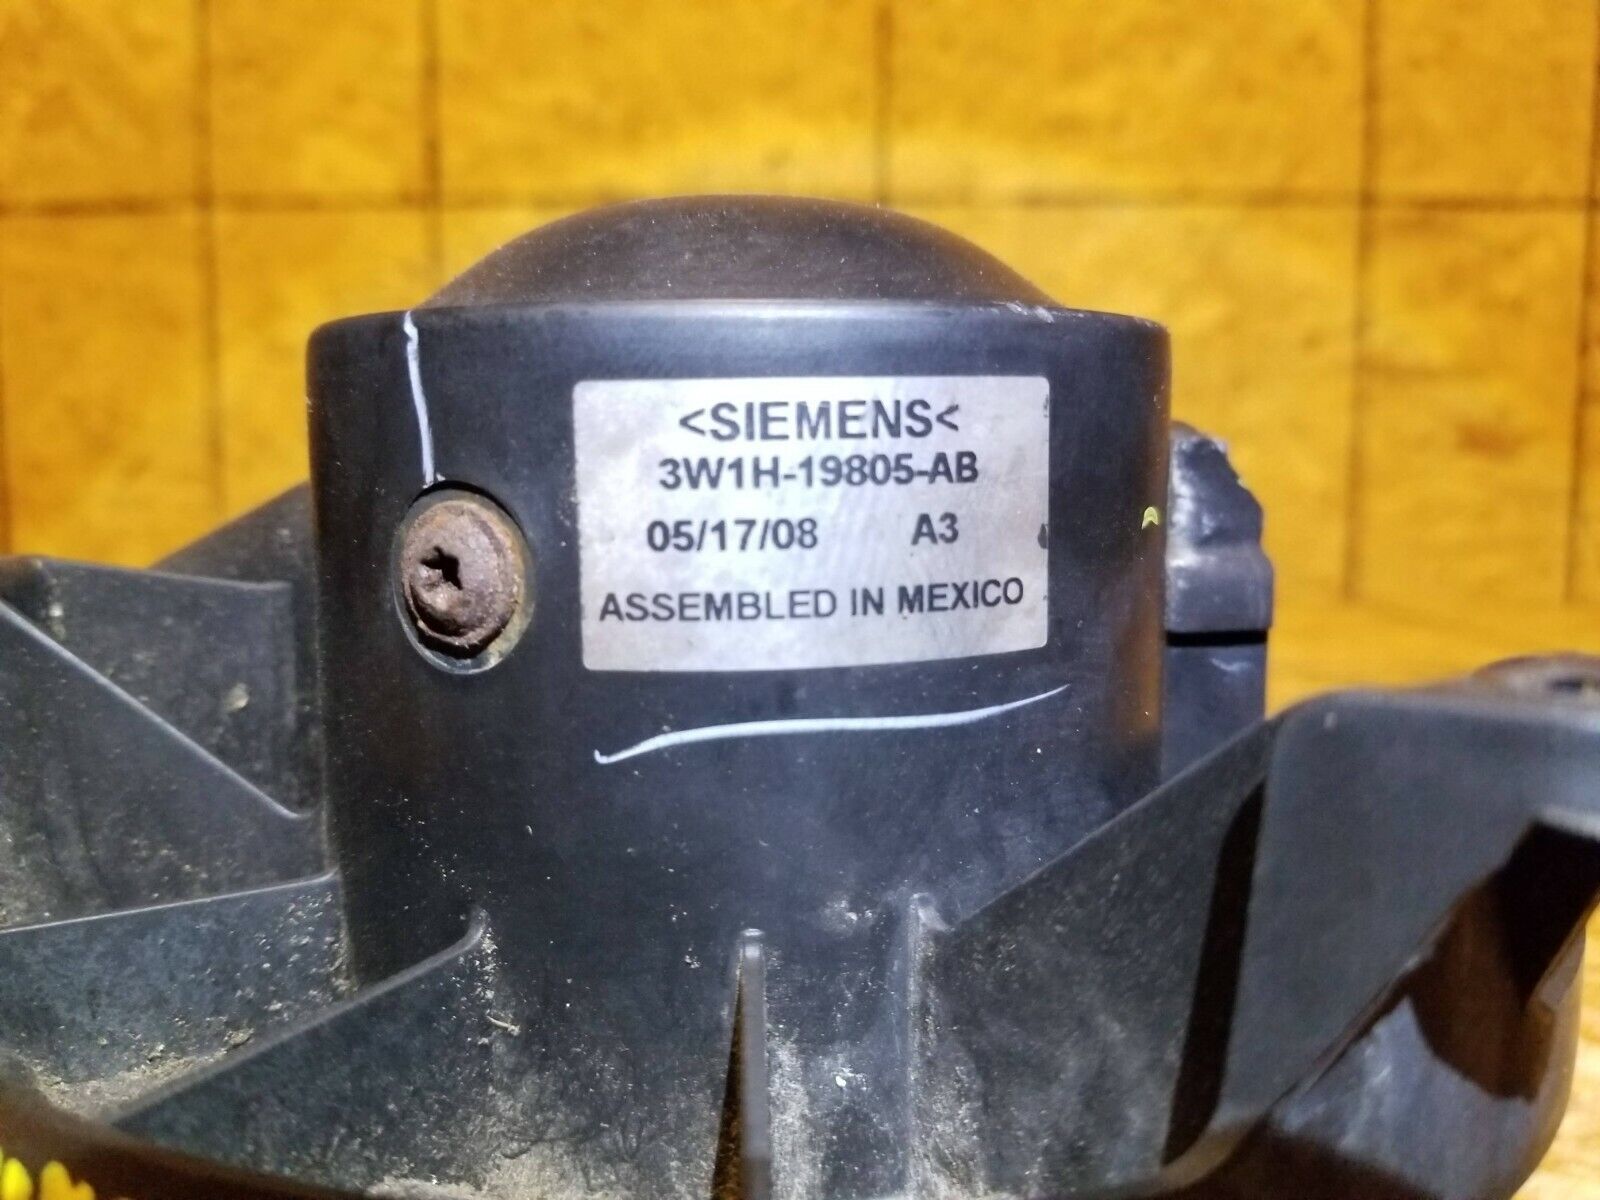 <SIEMENS<
3W1H-19805-AB
05/17/08 A3
ASSEMBLED IN MEXICO